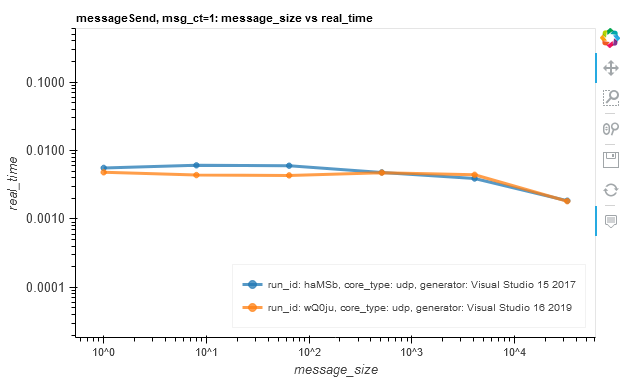 messageSend, msg_ct=1: message_size vs real_time
0.1000
0.0100
0.0010
0.0001
real_time
run_id: haMSb, core_type: udp, generator: Visual Studio 15 2017
run_id: wQ0ju, core_type: udp, generator: Visual Studio 16 2019
10^0
10^1
10^2
10^3
10^4
message_size